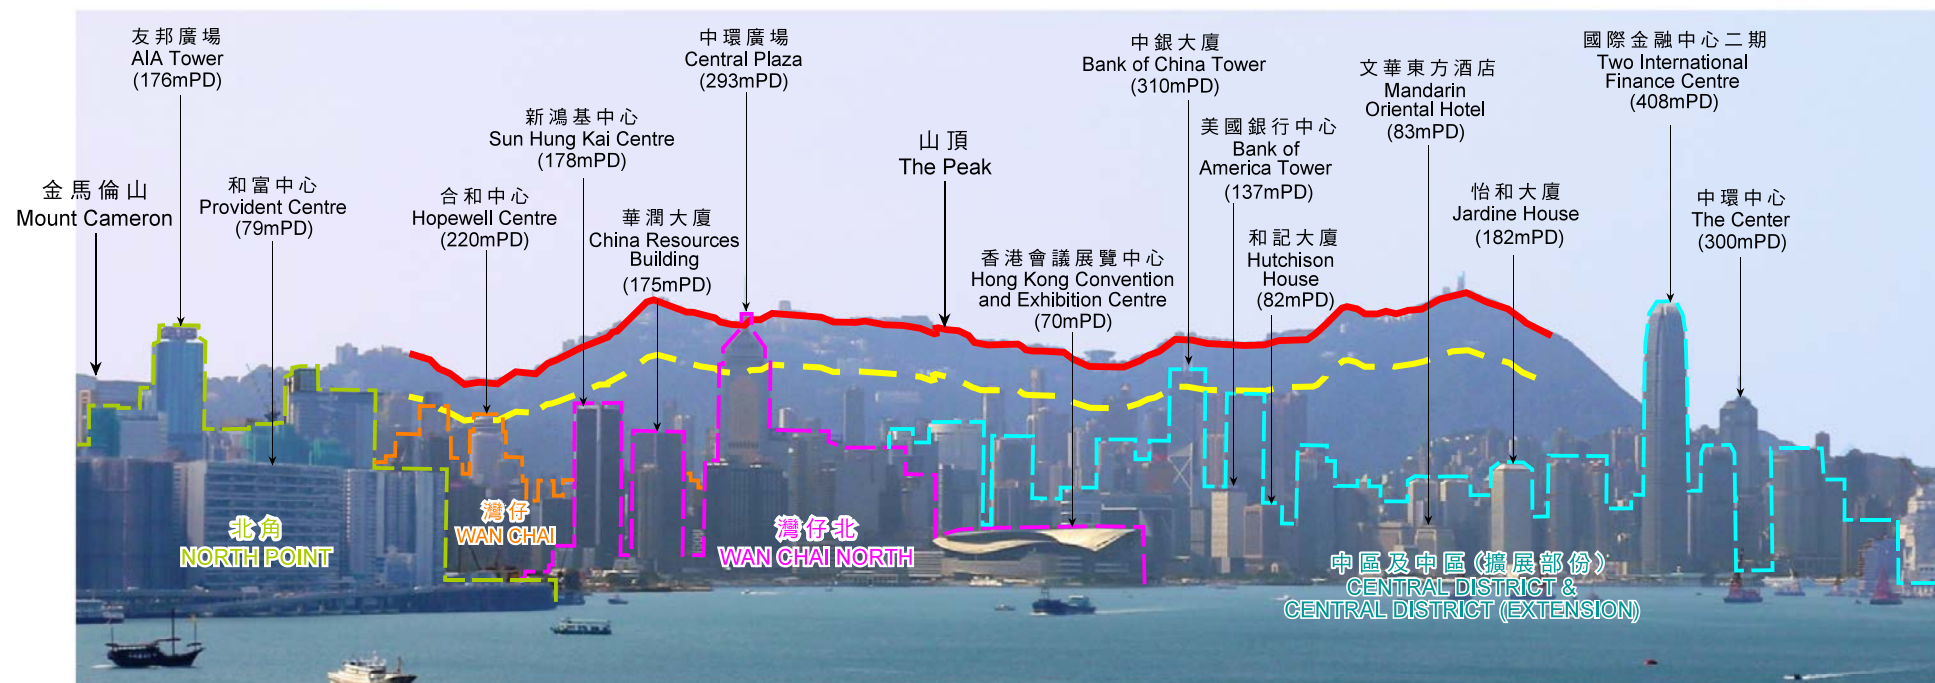 友邦廣場
AIA Tower
(176mPD)
中環廣場
Central Plaza
(293mPD)
中銀大廈
Bank of China Tower
(310mPD)
文華東方酒店
Mandarin
Oriental Hotel
(83mPD)
國際金融中心二期
Two International
Finance Centre
(408mPD)
新鴻基中心
Sun Hung Kai Centre
(178mPD)
山頂
The Peak
美國銀行中心
Bank of
America Tower
(137mPD)
金馬倫山
Mount Cameron
和富中心
Provident Centre
(79mPD)
合和中心
Hopewell Centre
(220mPD)
華潤大廈
China Resources
Building
(175mPD)
香港會議展覽中心
Hong Kong Convention
and Exhibition Centre
(70mPD)
和記大廈
Hutchison
House
(82mPD)
怡和大廈
Jardine House
(182mPD)
中環中心
The Center
(300mPD)
北角
NORTH POINT
灣仔
WAN CHAI
灣仔北
WAN CHAI NORTH
中區及中區（擴展部份）
CENTRAL DISTRICT &
CENTRAL DISTRICT (EXTENSION)